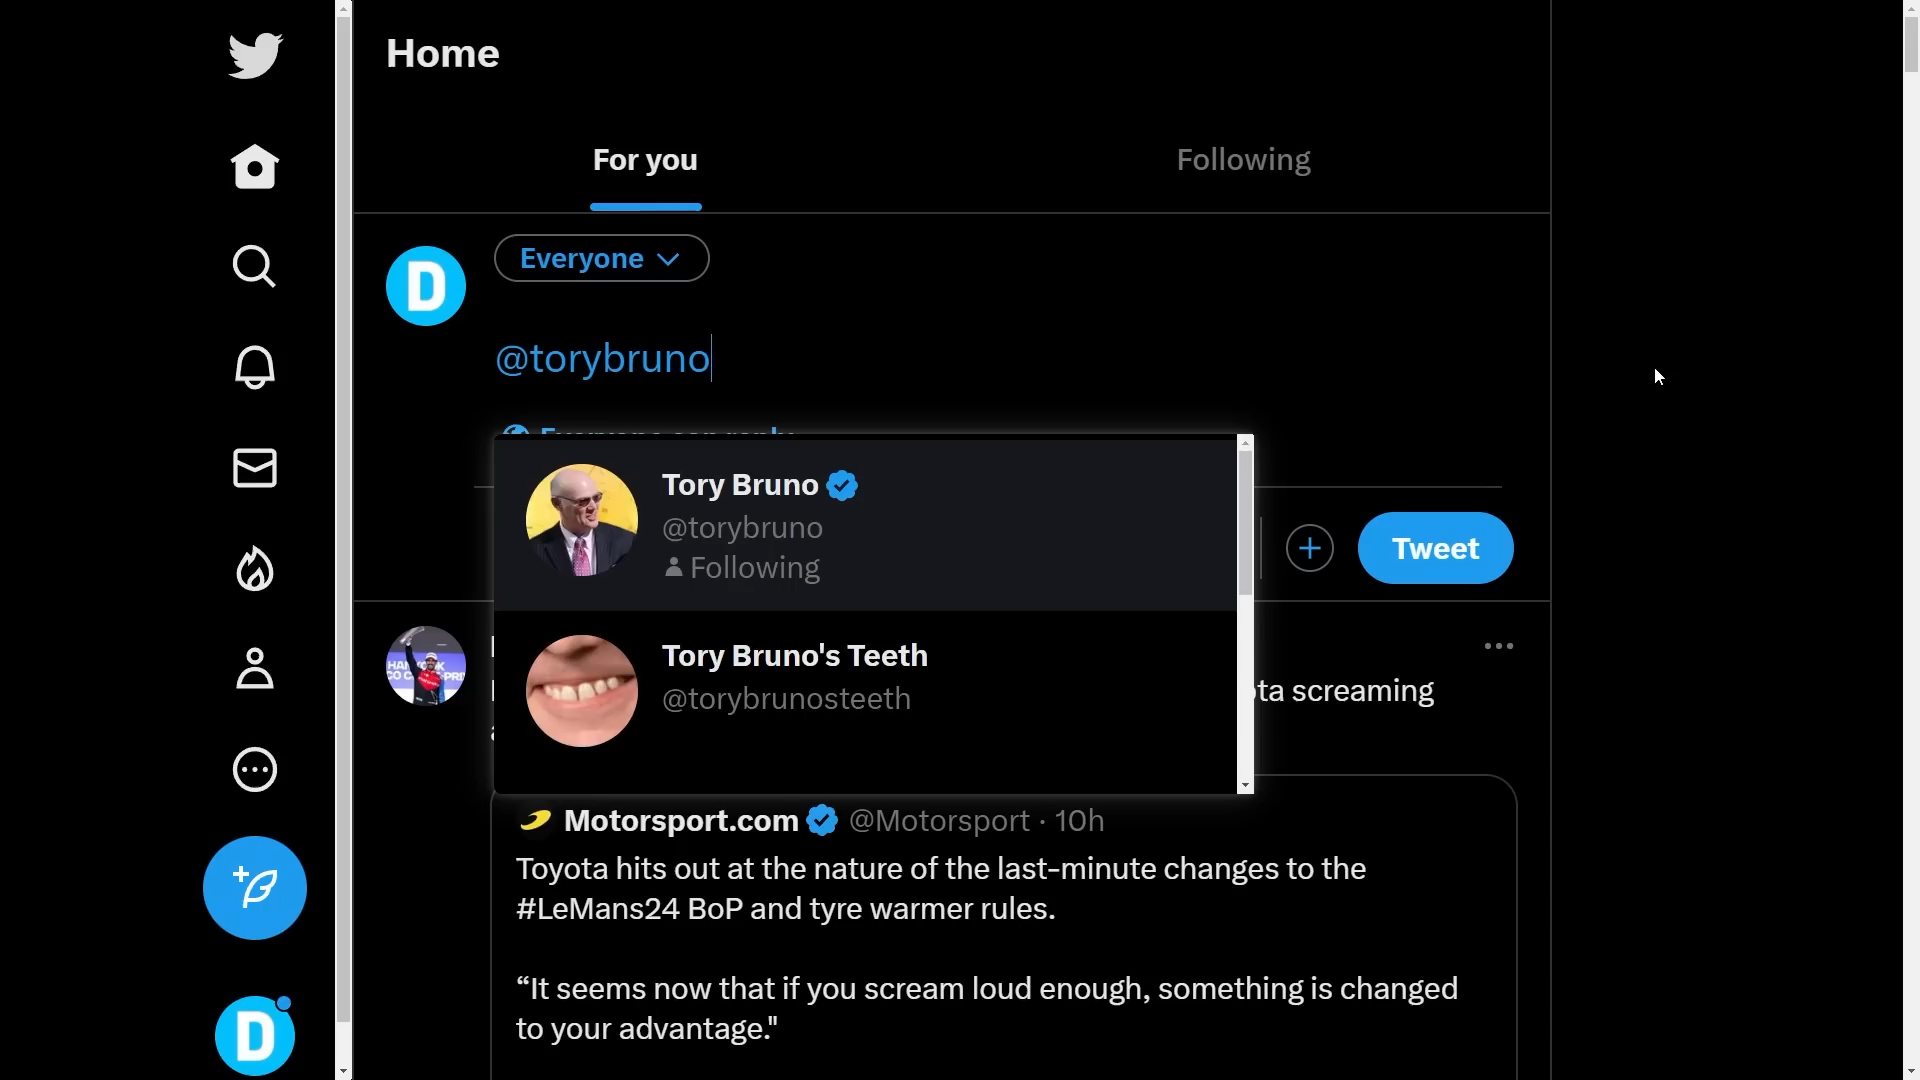 Home
For you
Following
D
Everyone
@torybruno
Everyone can reply
Tory Bruno
@torybruno
Following
Tweet
Tory Bruno's Teeth
@torybrunosteeth
screaming
Motorsport.com @Motorsport · 10h
Toyota hits out at the nature of the last-minute changes to the
#LeMans24 BoP and tyre warmer rules.
“It seems now that if you scream loud enough, something is changed
to your advantage."
D